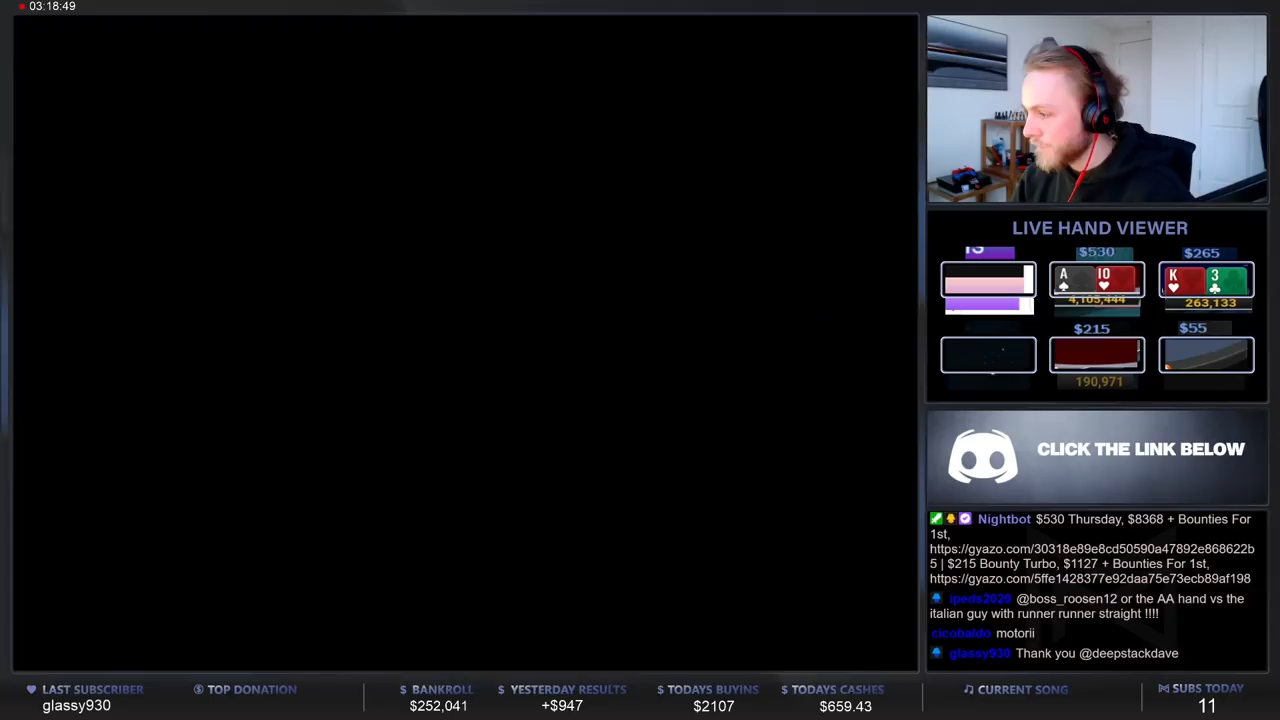 03:18:49
LIVE HAND VIEWER
$530
$265
A
10
K
3
4,105,444
263,133
$215
$55
190,971
CLICK THE LINK BELOW
Nightbot $530 Thursday, $8368 + Bounties For
1st,
https://gyazo.com/30318e89e8cd50590a47892e868622b
5 | $215 Bounty Turbo, $1127 + Bounties For 1st,
https://gyazo.com/5ffe1428377e92daa75e73ecb89af198
ipeds2020 @boss_roosen12 or the AA hand vs the
italian guy with runner runner straight !!!!
cicobaldo motorii
glassy930 Thank you @deepstackdave
LAST SUBSCRIBER
glassy930
TOP DONATION
$ BANKROLL
$252,041
$ YESTERDAY RESULTS
+$947
$ TODAYS BUYINS
$2107
$ TODAYS CASHES
$659.43
CURRENT SONG
SUBS TODAY
11